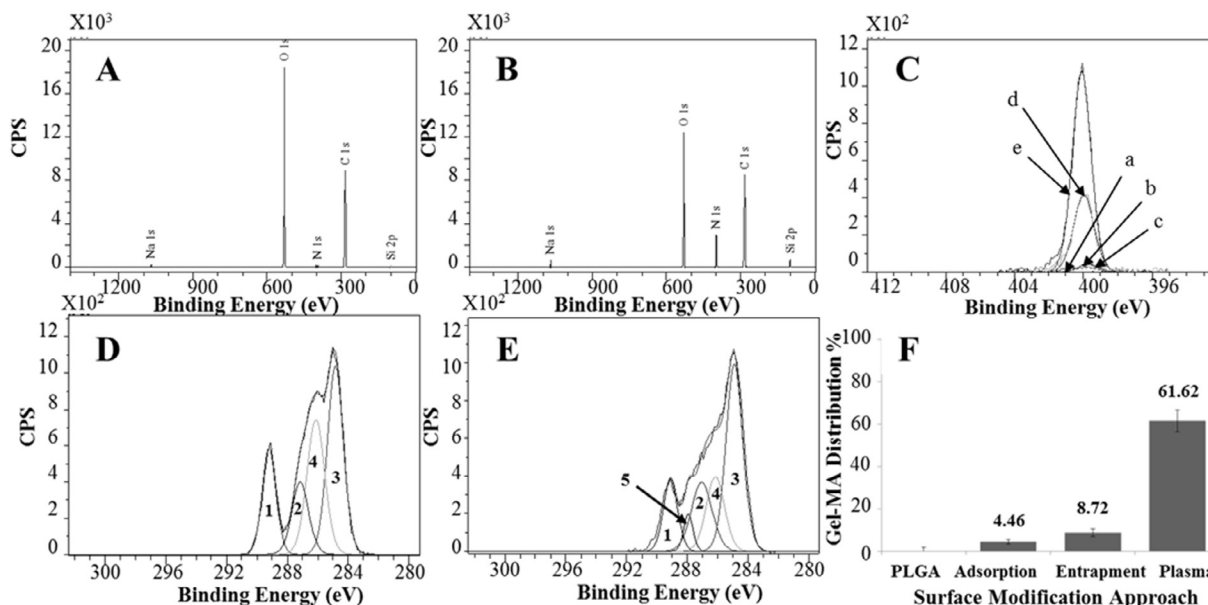 X10³
20
16
12
8
4
0
CPS
A
Na 1s
O 1s
N 1s
C 1s
Si 2p
1200 900 600 300 0
Binding Energy (eV)
X10³
20
16
12
8
4
0
CPS
B
Na 1s
O 1s
N 1s
C 1s
Si 2p
1200 900 600 300 0
Binding Energy (eV)
X10²
12
10
8
6
4
2
0
CPS
C
d
e
a
b
c
412 404 400 396
Binding Energy (eV)
X10²
12
10
8
6
4
2
0
CPS
D
1
2
4
3
300 296 292 288 284 280
Binding Energy (eV)
X10²
12
10
8
6
4
2
0
CPS
E
5
1
2
4
3
300 296 292 288 284 280
Binding Energy (eV)
100
80
60
40
20
0
Gel-MA Distribution %
F
4.46
8.72
61.62
PLGA Adsorption Entrapment Plasma
Surface Modification Approach